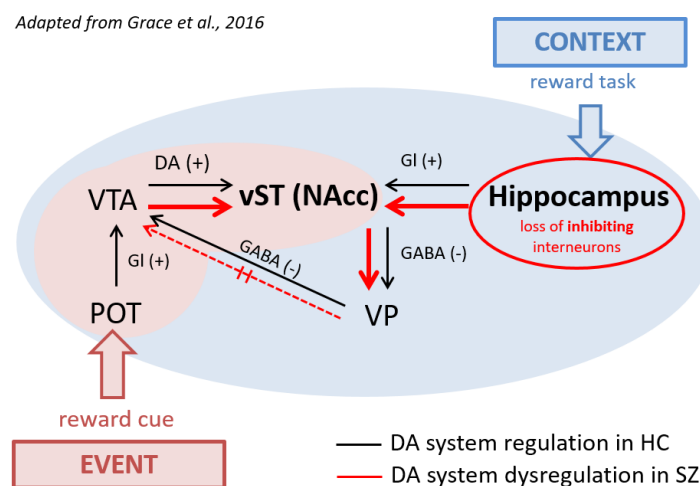 Adapted from Grace et al., 2016
CONTEXT
reward task
DA (+)
Gl (+)
VTA
vST (NAcc)
Hippocampus
loss of inhibiting
interneurons
GABA (-)
GABA (-)
Gl (+)
POT
VP
reward cue
EVENT
DA system regulation in HC
DA system dysregulation in SZ